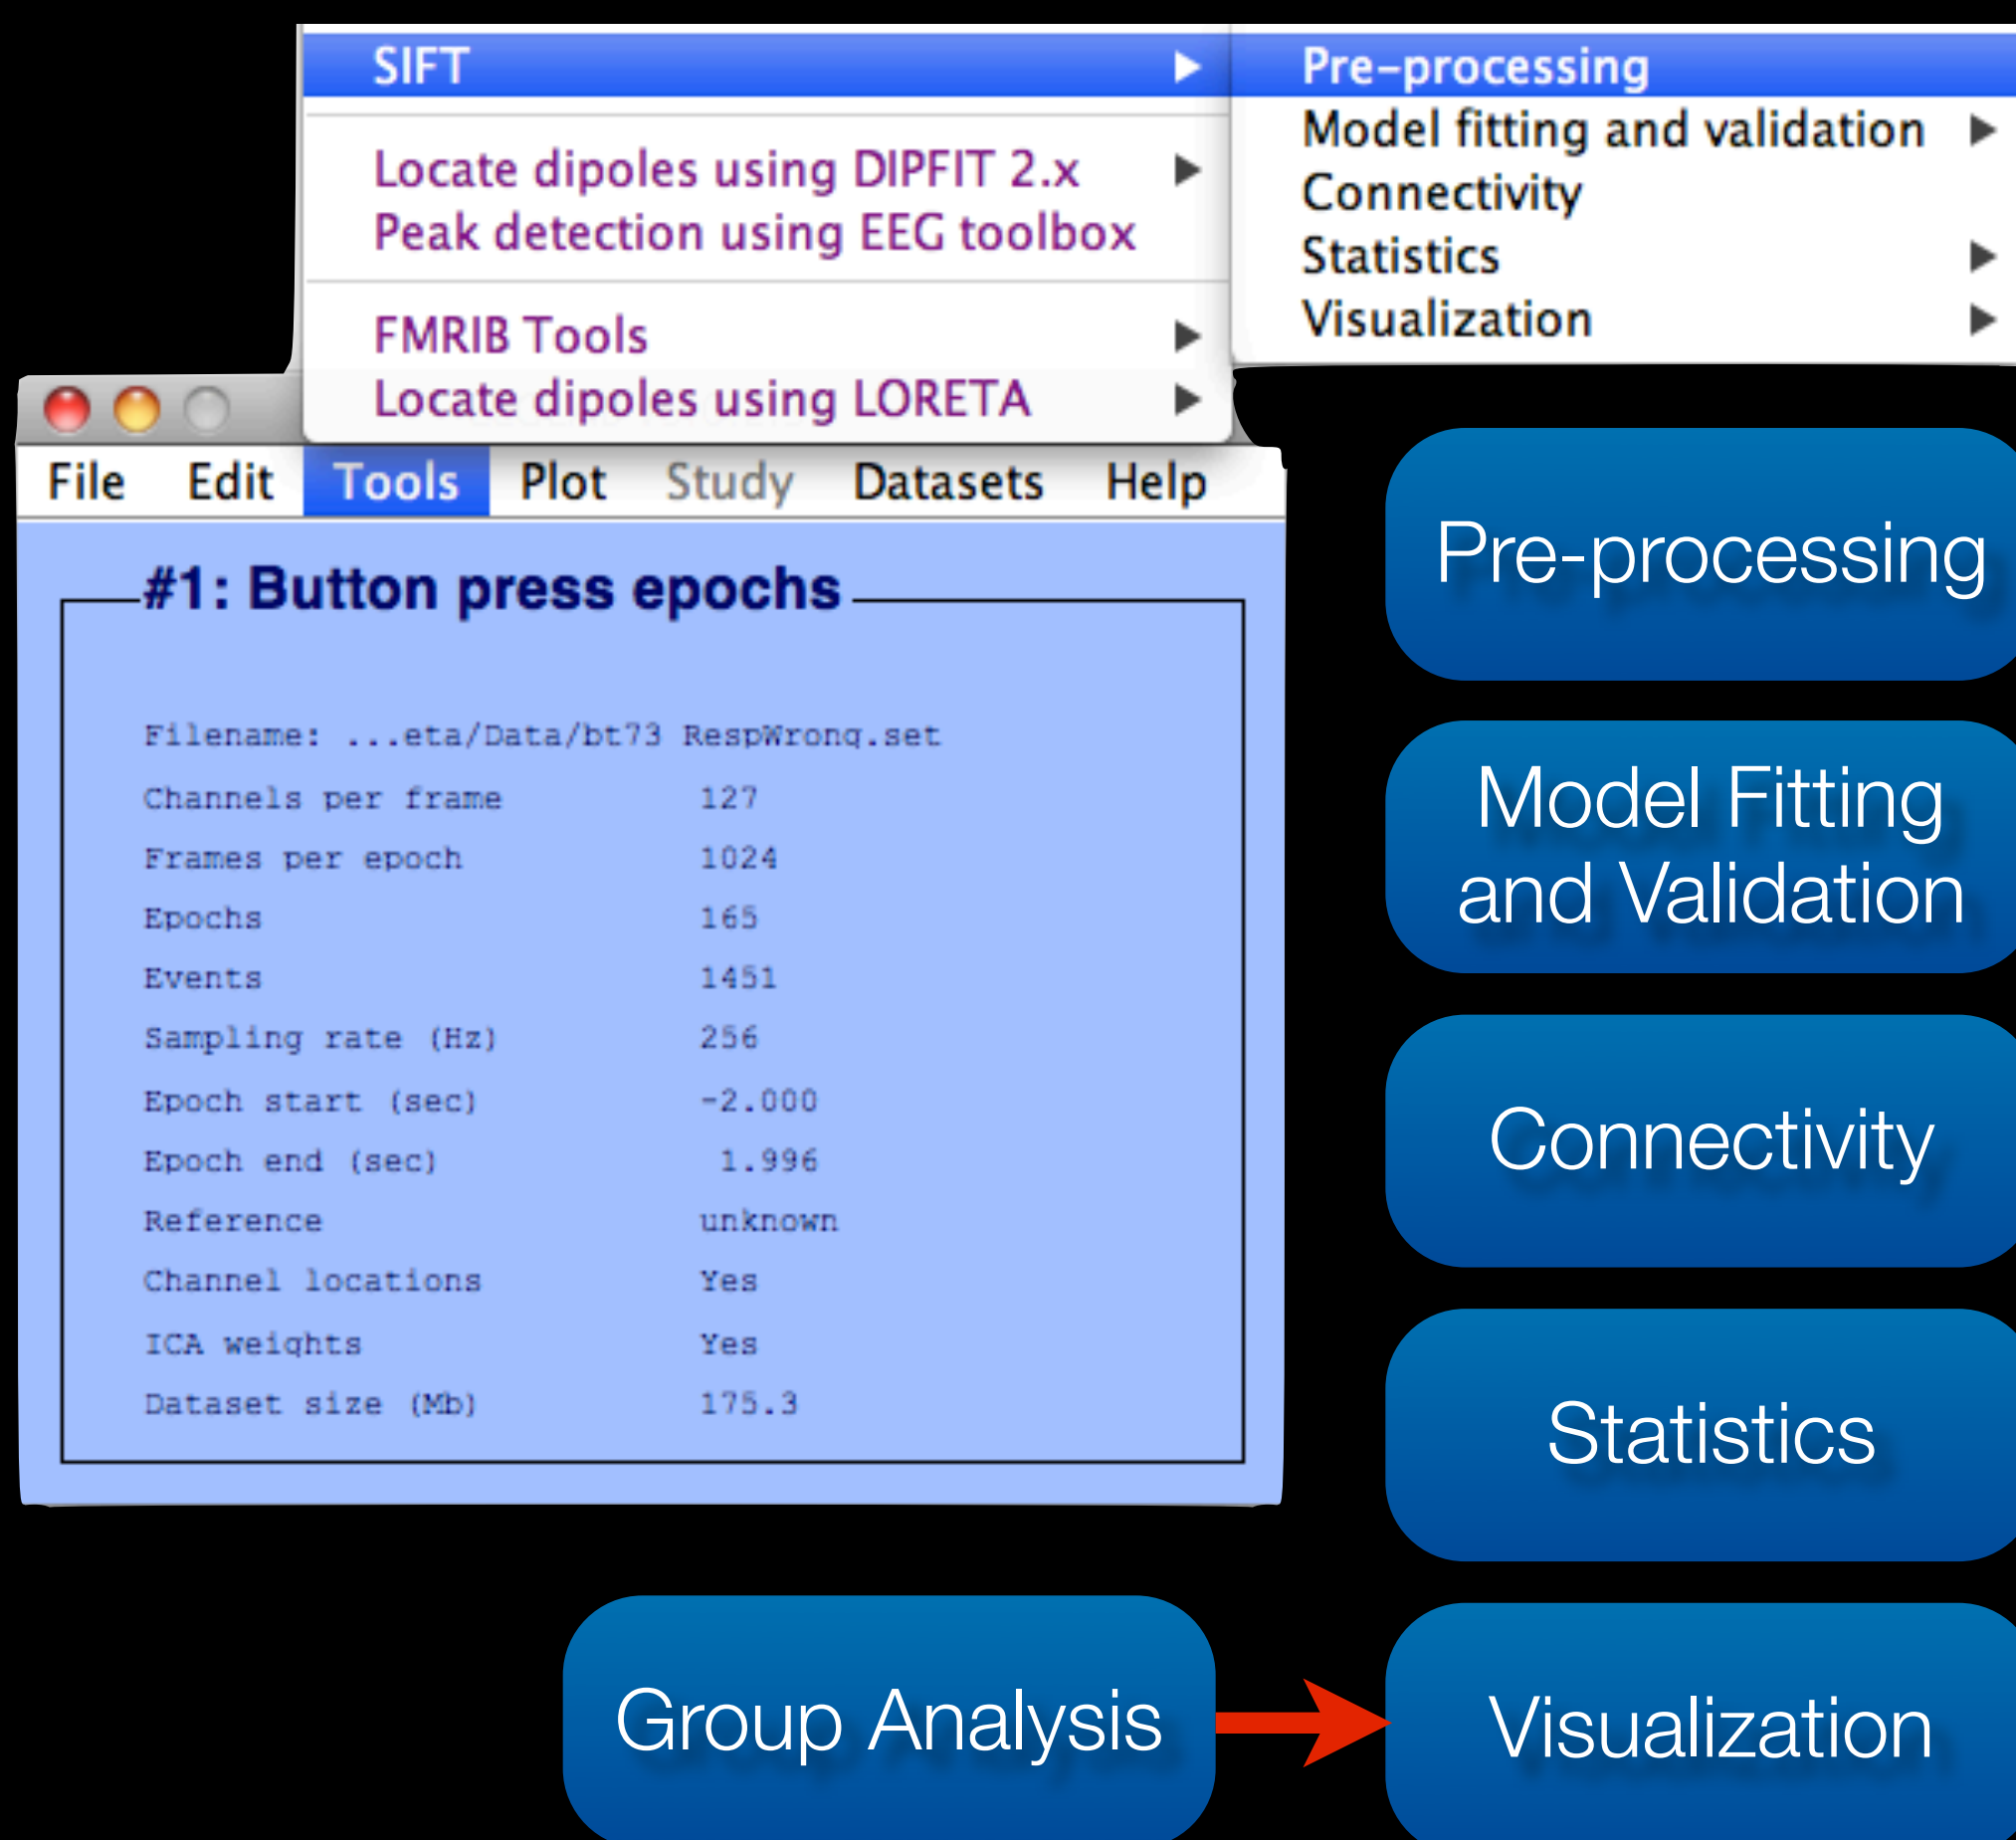 SIFT
Locate dipoles using DIPFIT 2.x
Peak detection using EEG toolbox
FMRIB Tools
Locate dipoles using LORETA
Pre-processing
Model fitting and validation
Connectivity
Statistics
Visualization
File Edit Tools Plot Study Datasets Help
#1: Button press epochs
Filename: ...eta/Data/bt73 RespWrong.set
Channels per frame 127
Frames per epoch 1024
Epochs 165
Events 1451
Sampling rate (Hz) 256
Epoch start (sec) -2.000
Epoch end (sec) 1.996
Reference unknown
Channel locations Yes
ICA weights Yes
Dataset size (Mb) 175.3
Pre-processing
Model Fitting
and Validation
Connectivity
Statistics
Group Analysis
Visualization